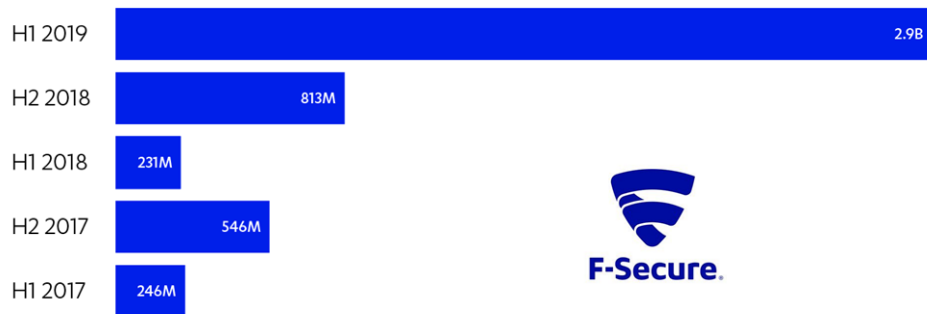 H1 2019
2.9B
H2 2018
813M
H1 2018
231M
H2 2017
546M
H1 2017
246M
F-Secure.